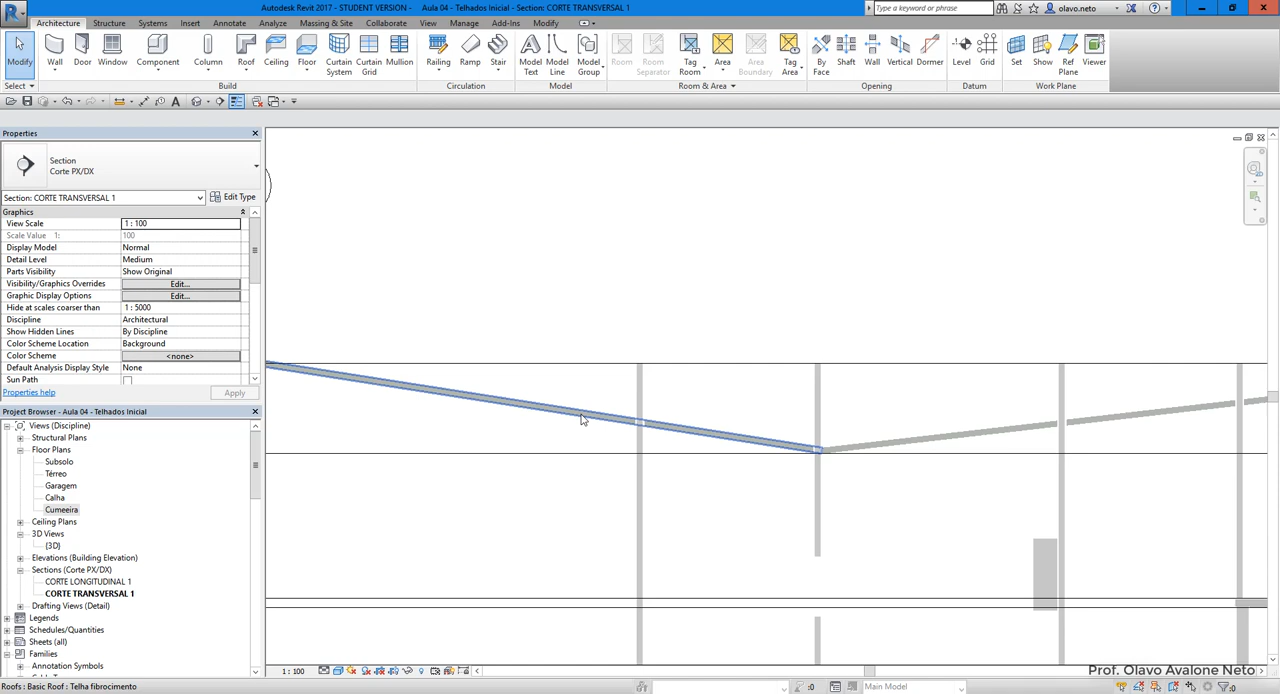 Autodesk Revit 2017 - STUDENT VERSION - Aula 04 - Telhados Inicial - Section: CORTE TRANSVERSAL 1
Type a keyword or phrase
olavo.neto
Architecture Structure Systems Insert Annotate Analyze Massing & Site Collaborate View Manage Add-Ins Modify
Modify Wall Door Window Component Column Roof Ceiling Floor Curtain System Curtain Grid Mullion Railing Ramp Stair Model Text Model Line Model Group Room Room Separator Tag Room Area Area Boundary Tag Area By Face Shaft Wall Vertical Dormer Level Grid Set Show Ref Plane Viewer
Select Build Circulation Model Room & Area Opening Datum Work Plane
Properties
Section
Corte PX/DX
Section: CORTE TRANSVERSAL 1 Edit Type
Graphics
View Scale 1 : 100
Scale Value 1: 100
Display Model Normal
Detail Level Medium
Parts Visibility Show Original
Visibility/Graphics Overrides Edit...
Graphic Display Options Edit...
Hide at scales coarser than 1 : 5000
Discipline Architectural
Show Hidden Lines By Discipline
Color Scheme Location Background
Color Scheme <none>
Default Analysis Display Style None
Sun Path
Properties help Apply
Project Browser - Aula 04 - Telhados Inicial
Views (Discipline)
Structural Plans
Floor Plans
Subsolo
Térreo
Garagem
Calha
Cumeeira
Ceiling Plans
3D Views
{3D}
Elevations (Building Elevation)
Sections (Corte PX/DX)
CORTE LONGITUDINAL 1
CORTE TRANSVERSAL 1
Drafting Views (Detail)
Legends
Schedules/Quantities
Sheets (all)
Families
Annotation Symbols
1 : 100
Prof. Olavo Avalone Neto
Roofs : Basic Roof : Telha fibrocimento
:0
Main Model
:0